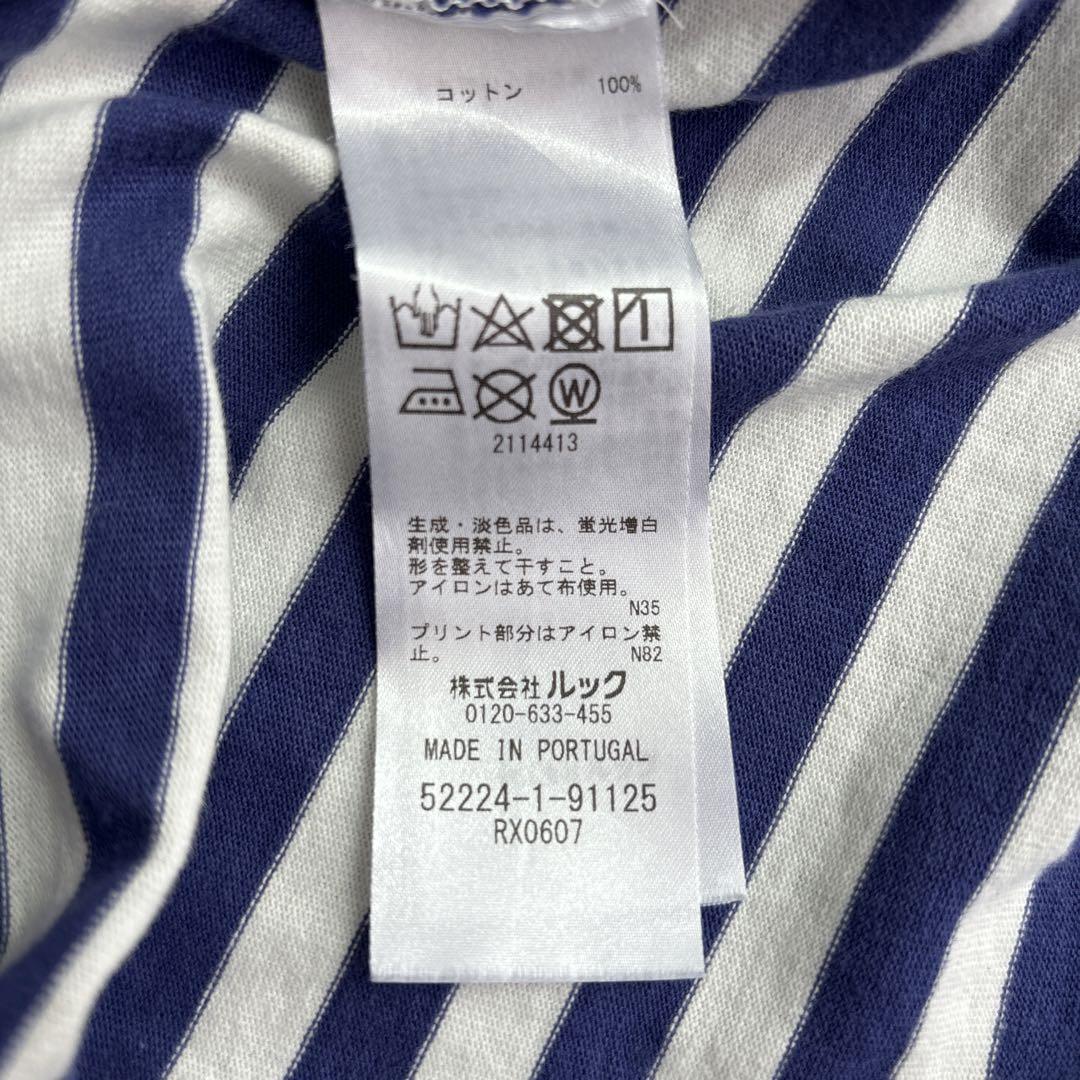 コットン 100%
W
2114413
生成・淡色品は、蛍光増白
剤使用禁止。
形を整えて干すこと。
アイロンはあて布使用。
N35
プリント部分はアイロン禁
止。 N82
株式会社ルック
0120-633-455
MADE IN PORTUGAL
52224-1-91125
RX0607